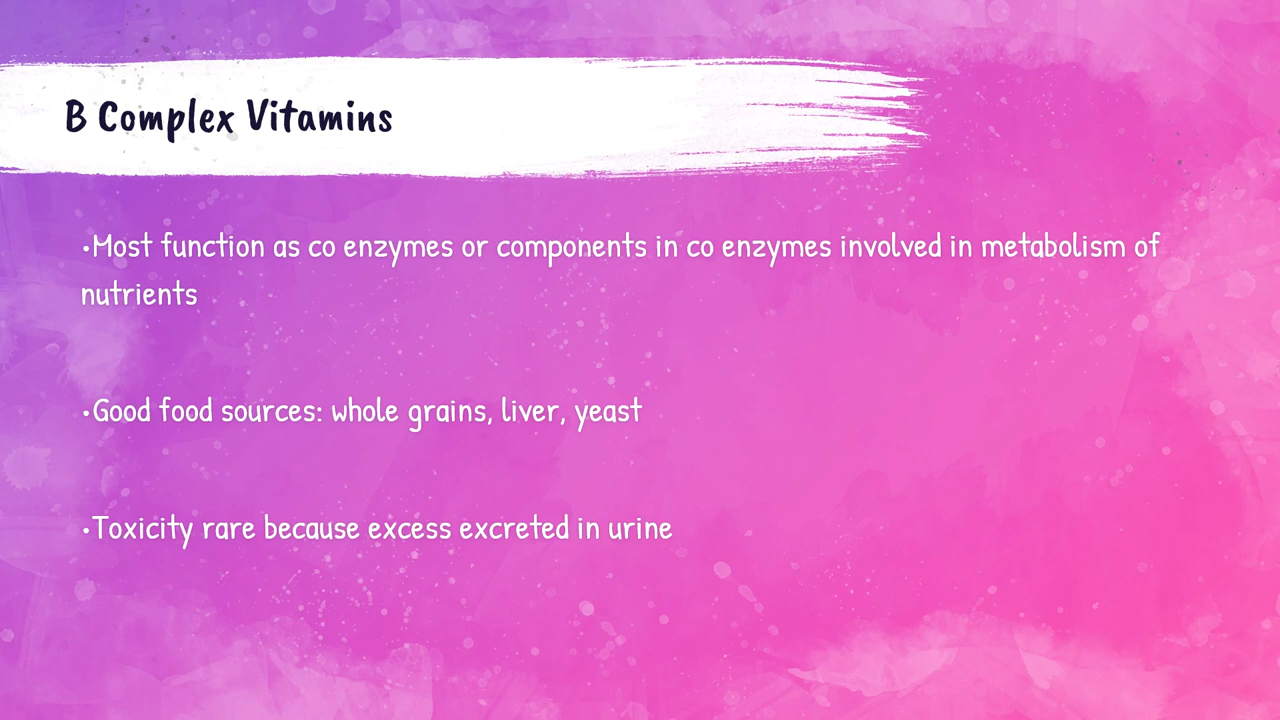 B Complex Vitamins
•Most function as co enzymes or components in co enzymes involved in metabolism of
nutrients
•Good food sources: whole grains, liver, yeast
•Toxicity rare because excess excreted in urine